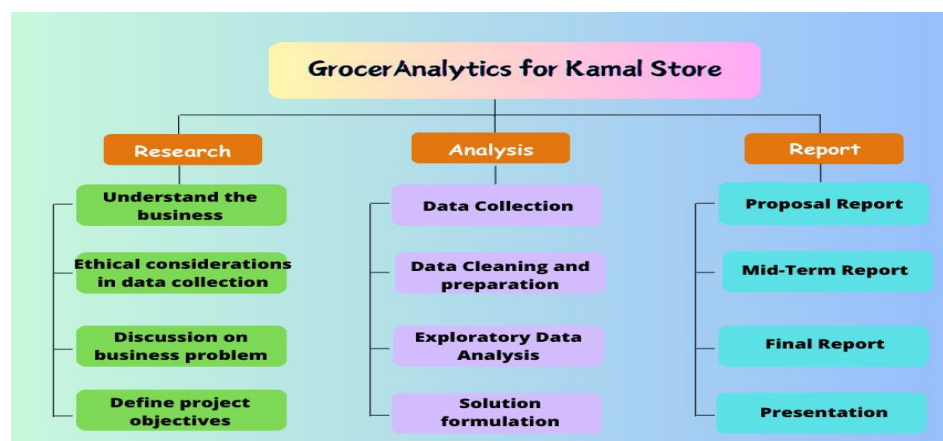 GrocerAnalytics for Kamal Store
Research
Understand the
business
Ethical considerations
in data collection
Discussion on
business problem
Define project
objectives
Analysis
Data Collection
Data Cleaning and
preparation
Exploratory Data
Analysis
Solution
formulation
Report
Proposal Report
Mid-Term Report
Final Report
Presentation